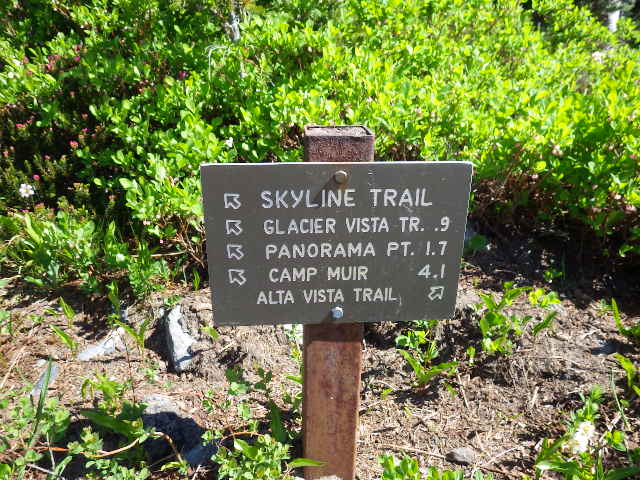 SKYLINE TRAIL
GLACIER VISTA TR. .9
PANORAMA PT. 1.7
CAMP MUIR 4.1
ALTA VISTA TRAIL